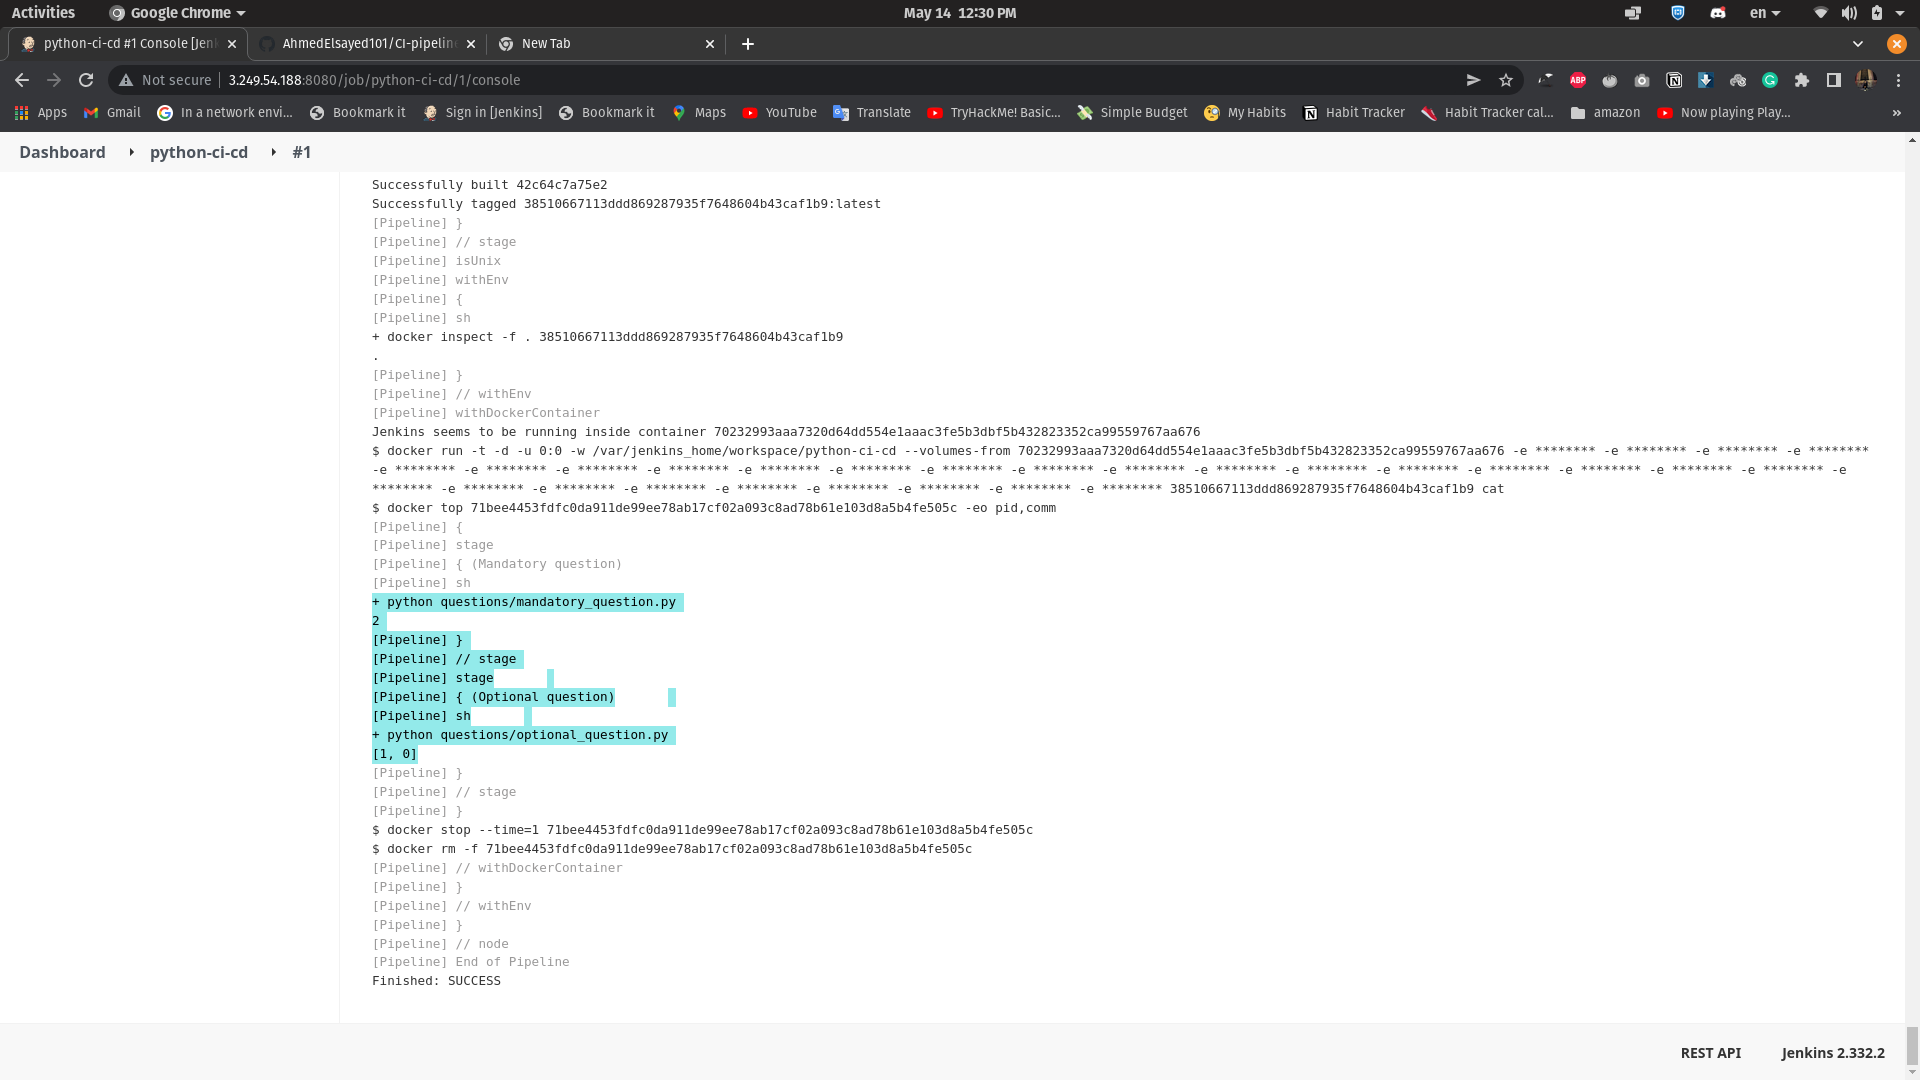 Activities
Google Chrome
May 14 12:30 PM
en
python-ci-cd #1 Console [Jen
AhmedElsayed101/CI-pipeline
New Tab
Not secure
3.249.54.188:8080/job/python-ci-cd/1/console
ABP
Apps
Gmail
In a network envi...
Bookmark it
Sign in [Jenkins]
Bookmark it
Maps
YouTube
Translate
TryHackMe! Basic...
Simple Budget
My Habits
Habit Tracker
Habit Tracker cal...
amazon
Now playing Play...
»
Dashboard
python-ci-cd
#1
Successfully built 42c64c7a75e2
Successfully tagged 38510667113ddd869287935f7648604b43caf1b9:latest
[Pipeline] }
[Pipeline] // stage
[Pipeline] isUnix
[Pipeline] withEnv
[Pipeline] {
[Pipeline] sh
+ docker inspect -f . 38510667113ddd869287935f7648604b43caf1b9
.
[Pipeline] }
[Pipeline] // withEnv
[Pipeline] withDockerContainer
Jenkins seems to be running inside container 70232993aaa7320d64dd554e1aaac3fe5b3dbf5b432823352ca99559767aa676
$ docker run -t -d -u 0:0 -w /var/jenkins_home/workspace/python-ci-cd --volumes-from 70232993aaa7320d64dd554e1aaac3fe5b3dbf5b432823352ca99559767aa676 -e ******** -e ******** -e ******** -e ********
-e ******** -e ******** -e ******** -e ******** -e ******** -e ******** -e ******** -e ******** -e ******** -e ******** -e ******** -e ******** -e ******** -e ******** -e ******** -e ******** -e
******** -e ******** -e ******** -e ******** -e ******** -e ******** -e ******** -e ******** -e ******** 38510667113ddd869287935f7648604b43caf1b9 cat
$ docker top 71bee4453fdfc0da911de99ee78ab17cf02a093c8ad78b61e103d8a5b4fe505c -eo pid,comm
[Pipeline] {
[Pipeline] stage
[Pipeline] { (Mandatory question)
[Pipeline] sh
+ python questions/mandatory_question.py
2
[Pipeline] }
[Pipeline] // stage
[Pipeline] stage
[Pipeline] { (Optional question)
[Pipeline] sh
+ python questions/optional_question.py
[1, 0]
[Pipeline] }
[Pipeline] // stage
[Pipeline] }
$ docker stop --time=1 71bee4453fdfc0da911de99ee78ab17cf02a093c8ad78b61e103d8a5b4fe505c
$ docker rm -f 71bee4453fdfc0da911de99ee78ab17cf02a093c8ad78b61e103d8a5b4fe505c
[Pipeline] // withDockerContainer
[Pipeline] }
[Pipeline] // withEnv
[Pipeline] }
[Pipeline] // node
[Pipeline] End of Pipeline
Finished: SUCCESS
REST API
Jenkins 2.332.2